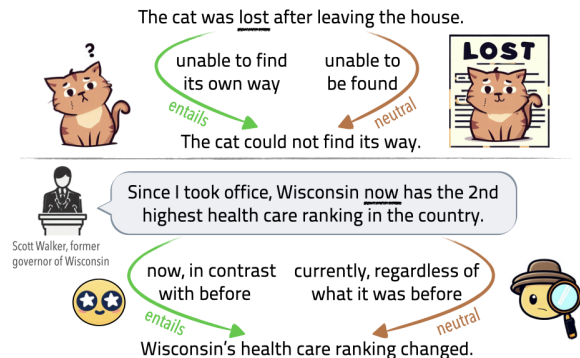 The cat was lost after leaving the house.
?
unable to find
its own way
unable to
be found
LOST
entails
neutral
The cat could not find its way.
Since I took office, Wisconsin now has the 2nd
highest health care ranking in the country.
Scott Walker, former
governor of Wisconsin
now, in contrast
with before
currently, regardless of
what it was before
entails
neutral
Wisconsin's health care ranking changed.